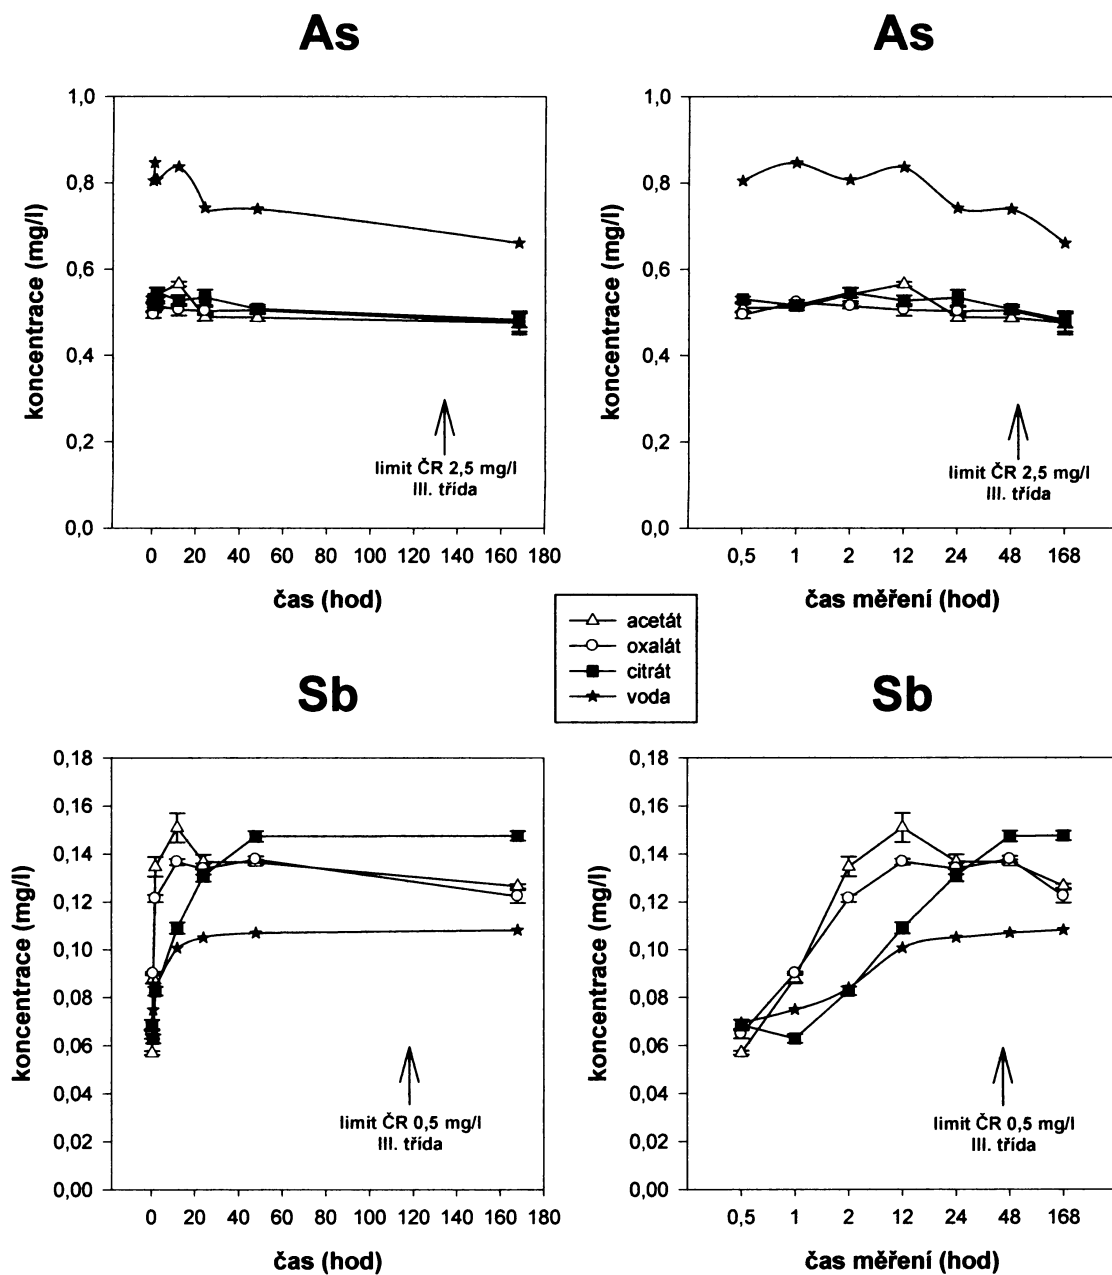 As
As
koncentrace (mg/l)
1,0
0,8
0,6
0,4
0,2
0,0
limit ČR 2,5 mg/l
III. třída
0 20 40 60 80 100 120 140 160 180
čas (hod)
koncentrace (mg/l)
1,0
0,8
0,6
0,4
0,2
0,0
limit ČR 2,5 mg/l
III. třída
0,5 1 2 12 24 48 168
čas měření (hod)
acetát
oxalát
citrát
voda
Sb
Sb
koncentrace (mg/l)
0,18
0,16
0,14
0,12
0,10
0,08
0,06
0,04
0,02
0,00
limit ČR 0,5 mg/l
III. třída
0 20 40 60 80 100 120 140 160 180
čas (hod)
koncentrace (mg/l)
0,18
0,16
0,14
0,12
0,10
0,08
0,06
0,04
0,02
0,00
limit ČR 0,5 mg/l
III. třída
0,5 1 2 12 24 48 168
čas měření (hod)